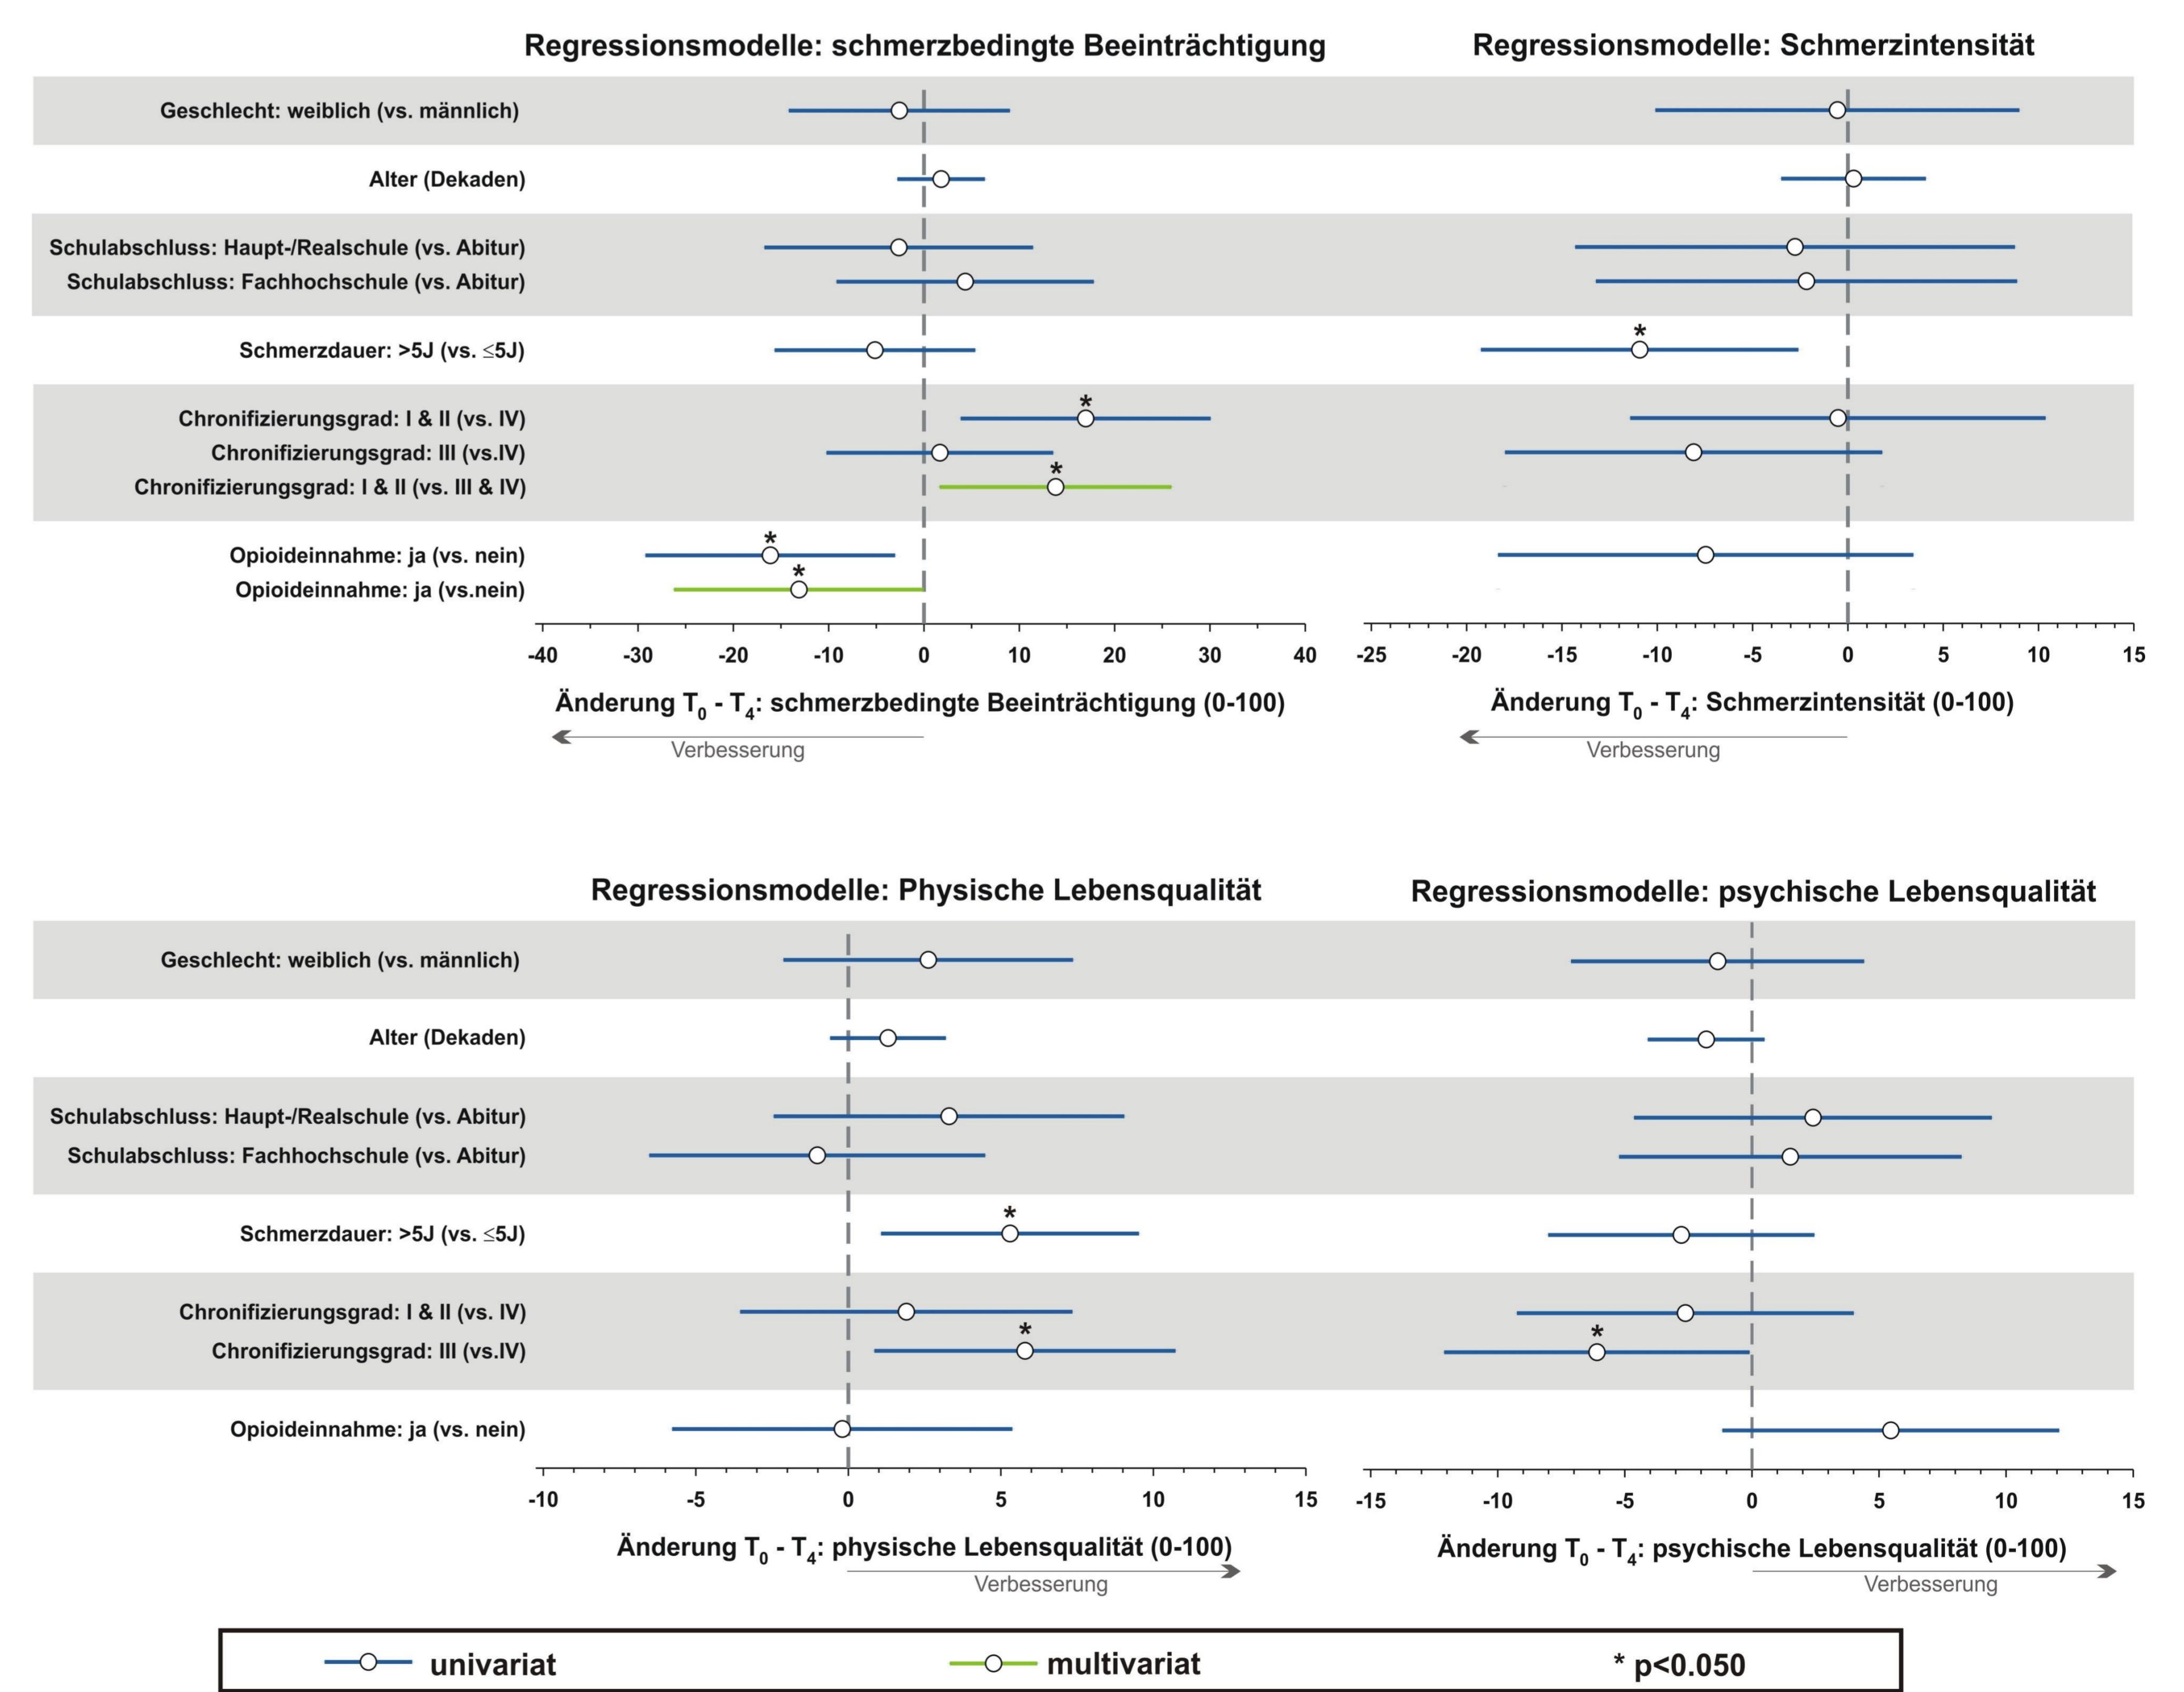 Regressionsmodelle: schmerzbedingte Beeinträchtigung
Regressionsmodelle: Schmerzintensität
Geschlecht: weiblich (vs. männlich)
Alter (Dekaden)
Schulabschluss: Haupt-/Realschule (vs. Abitur)
Schulabschluss: Fachhochschule (vs. Abitur)
*
Schmerzdauer: >5J (vs. ≤5J)
*
Chronifizierungsgrad: I & II (vs. IV)
Chronifizierungsgrad: III (vs.IV)
*
Chronifizierungsgrad: I & II (vs. III & IV)
*
Opioideinnahme: ja (vs. nein)
*
Opioideinnahme: ja (vs.nein)
-40 -30 -20 -10 0 10 20 30 40
-25 -20 -15 -10 -5 0 5 10 15
Änderung T0 - T4: schmerzbedingte Beeinträchtigung (0-100)
Änderung T0 - T4: Schmerzintensität (0-100)
Verbesserung
Verbesserung
Regressionsmodelle: Physische Lebensqualität
Regressionsmodelle: psychische Lebensqualität
Geschlecht: weiblich (vs. männlich)
Alter (Dekaden)
Schulabschluss: Haupt-/Realschule (vs. Abitur)
Schulabschluss: Fachhochschule (vs. Abitur)
*
Schmerzdauer: >5J (vs. ≤5J)
Chronifizierungsgrad: I & II (vs. IV)
* *
Chronifizierungsgrad: III (vs.IV)
Opioideinnahme: ja (vs. nein)
-10 -5 0 5 10 15
-15 -10 -5 0 5 10 15
Änderung T0 - T4: physische Lebensqualität (0-100)
Änderung T0 - T4: psychische Lebensqualität (0-100)
Verbesserung
Verbesserung
univariat
multivariat
* p<0.050